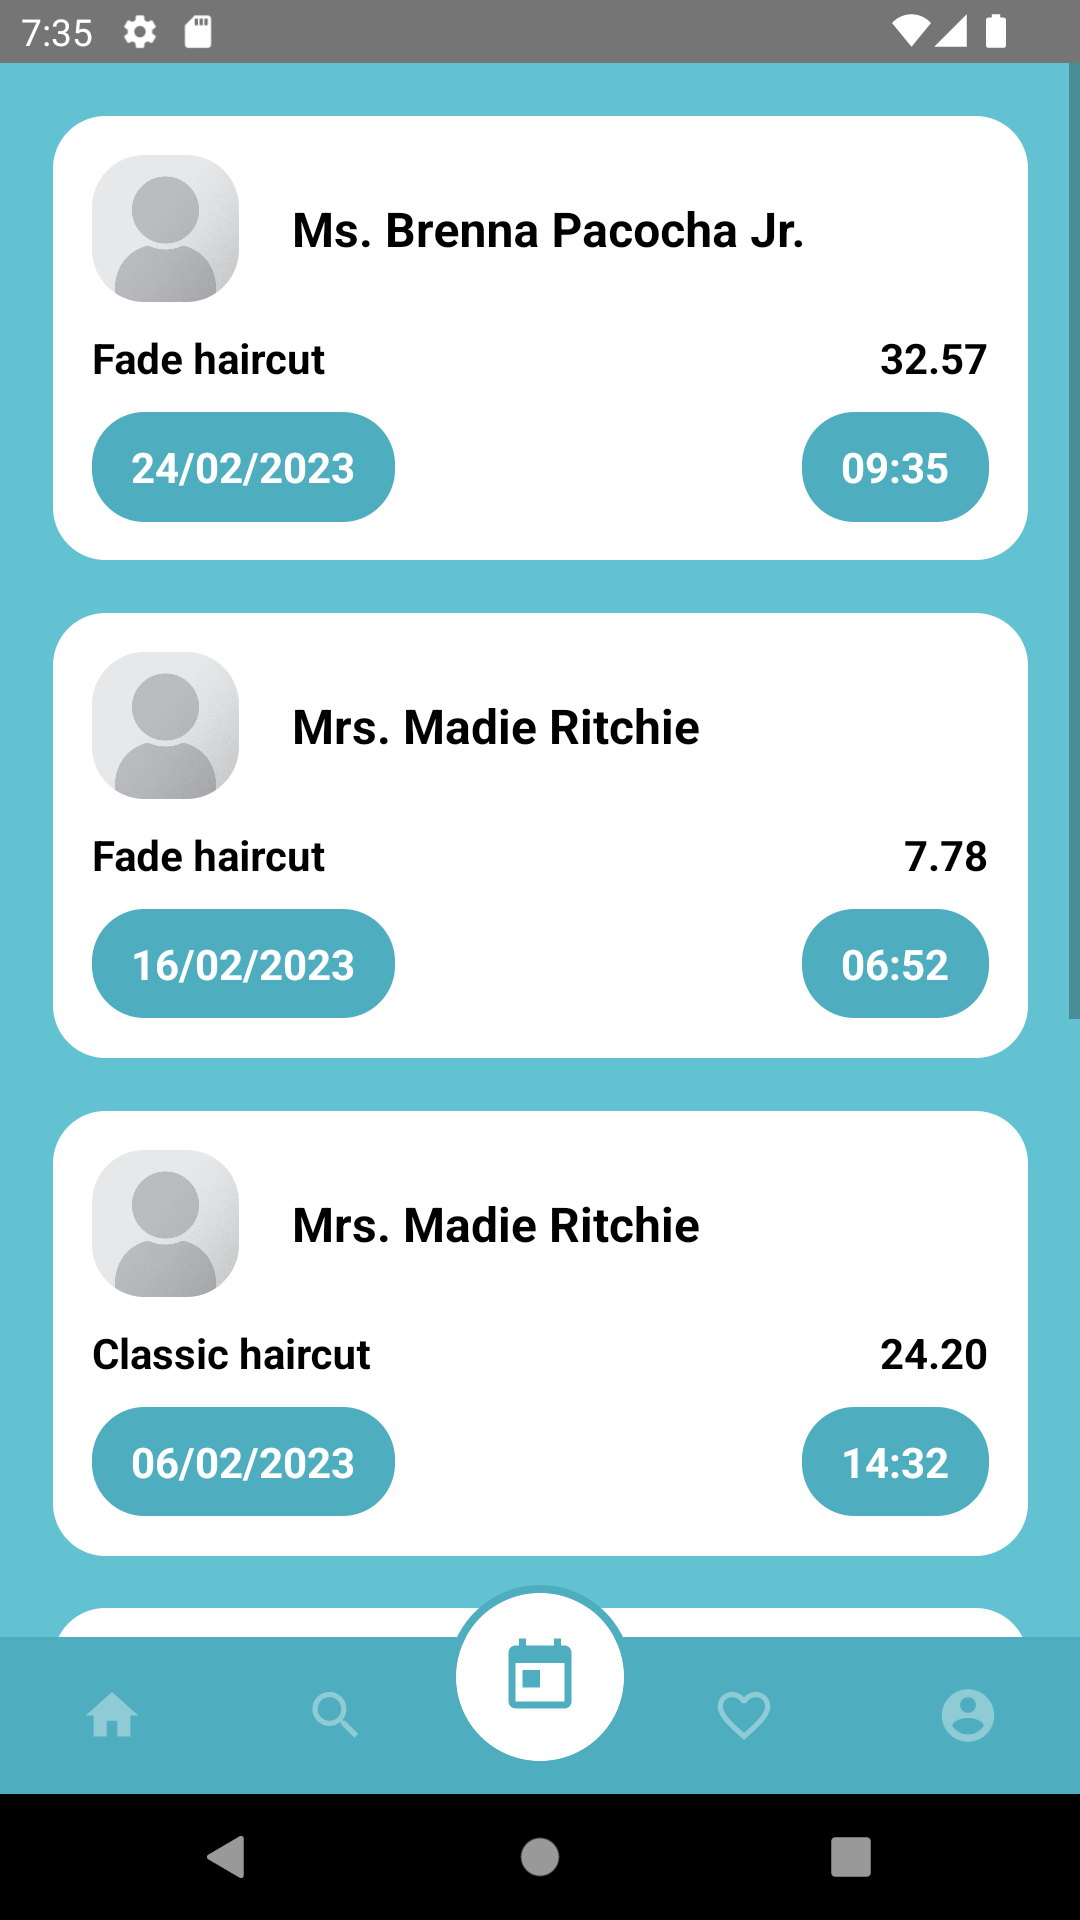 7:35
Ms. Brenna Pacocha Jr.
Fade haircut 32.57
24/02/2023 09:35
Mrs. Madie Ritchie
Fade haircut 7.78
16/02/2023 06:52
Mrs. Madie Ritchie
Classic haircut 24.20
06/02/2023 14:32